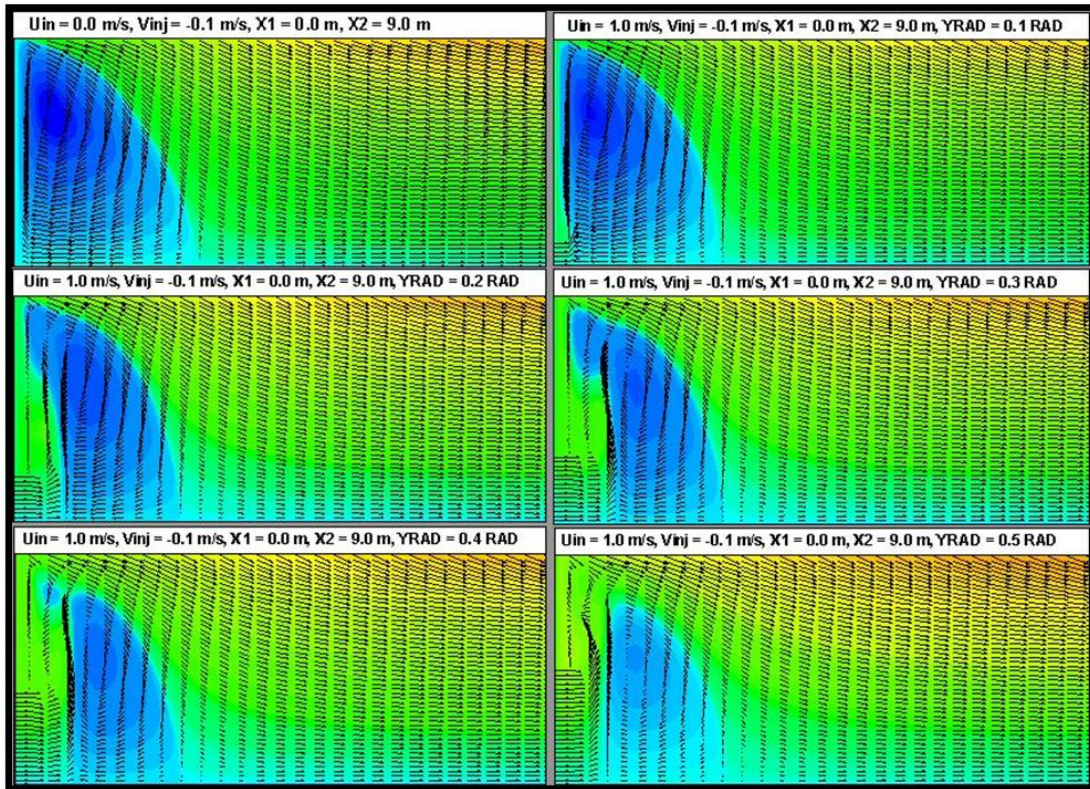 Uin = 0.0 m/s, Vinj = -0.1 m/s, X1 = 0.0 m, X2 = 9.0 m
Uin = 1.0 m/s, Vinj = -0.1 m/s, X1 = 0.0 m, X2 = 9.0 m, YRAD = 0.1 RAD
Uin = 1.0 m/s, Vinj = -0.1 m/s, X1 = 0.0 m, X2 = 9.0 m, YRAD = 0.2 RAD
Uin = 1.0 m/s, Vinj = -0.1 m/s, X1 = 0.0 m, X2 = 9.0 m, YRAD = 0.3 RAD
Uin = 1.0 m/s, Vinj = -0.1 m/s, X1 = 0.0 m, X2 = 9.0 m, YRAD = 0.4 RAD
Uin = 1.0 m/s, Vinj = -0.1 m/s, X1 = 0.0 m, X2 = 9.0 m, YRAD = 0.5 RAD